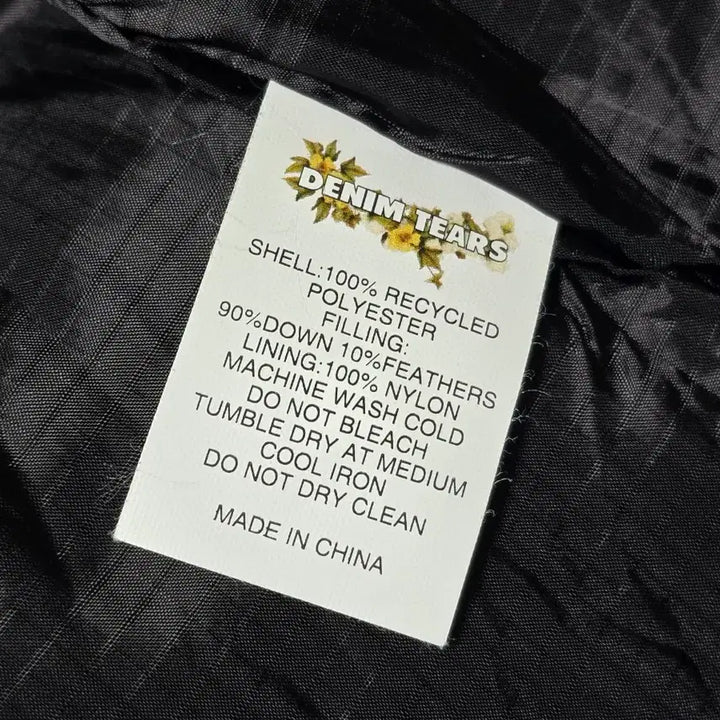 DENIM TEARS
SHELL:100% RECYCLED
POLYESTER
FILLING:
90%DOWN 10%FEATHERS
LINING:100% NYLON
MACHINE WASH COLD
DO NOT BLEACH
TUMBLE DRY AT MEDIUM
COOL IRON
DO NOT DRY CLEAN
MADE IN CHINA